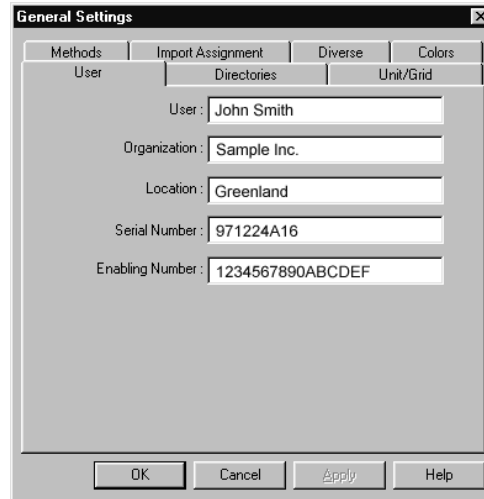 General Settings
Methods Import Assignment Diverse Colors
User Directories Unit/Grid
User : John Smith
Organization : Sample Inc.
Location : Greenland
Serial Number : 971224A16
Enabling Number : 1234567890ABCDEF
OK Cancel Apply Help